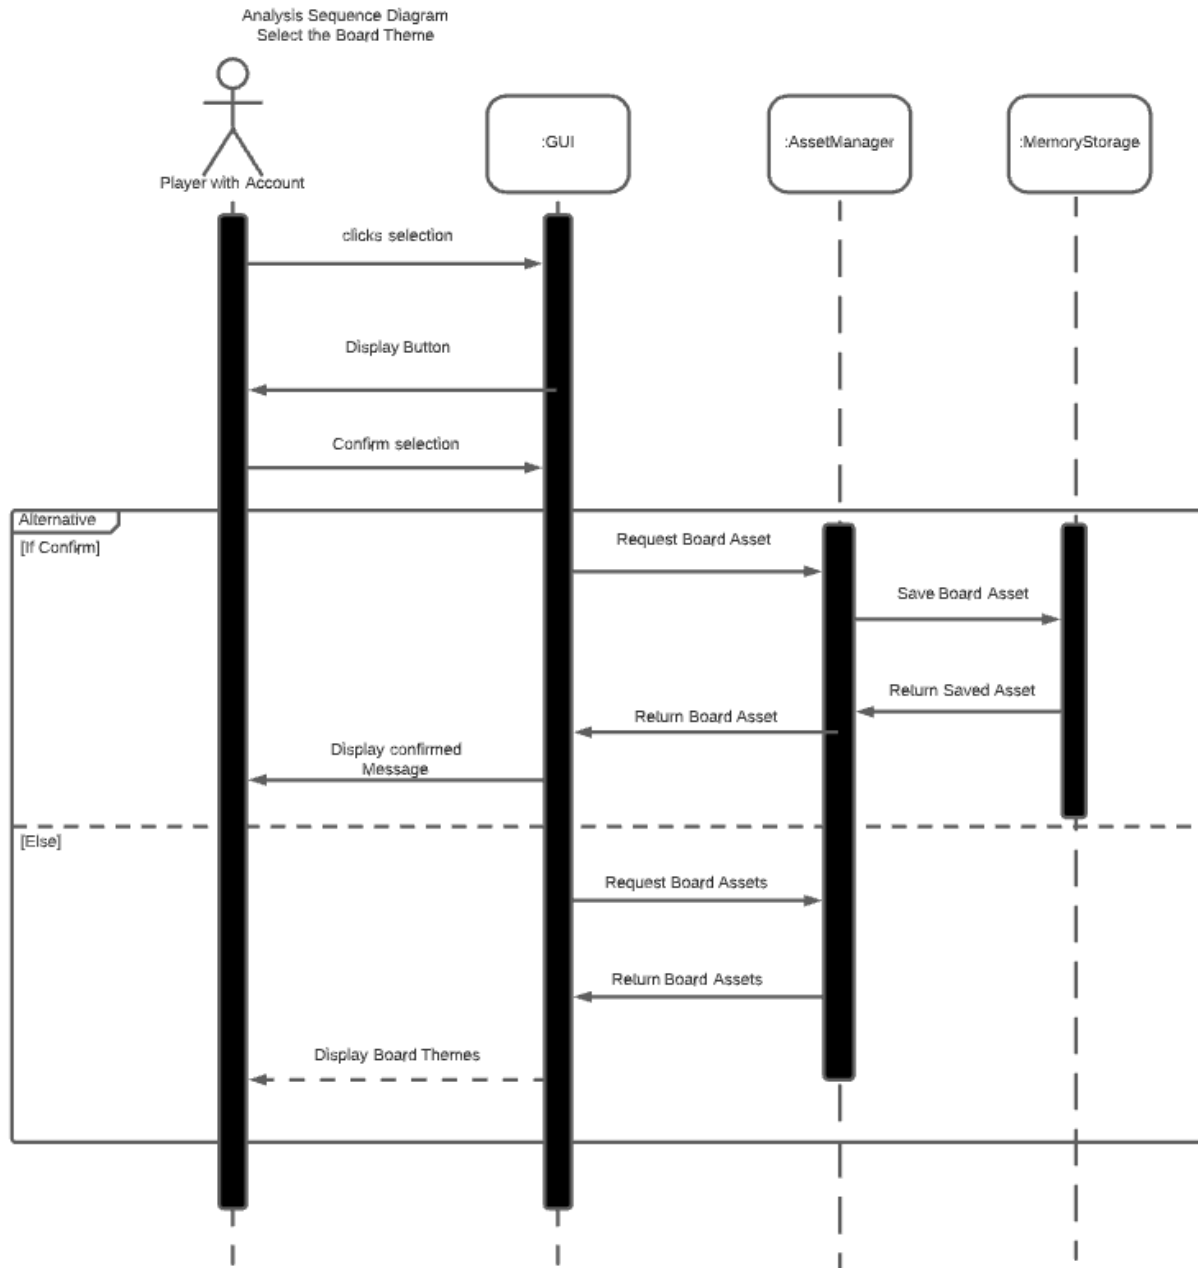 Analysis Sequence Diagram
Select the Board Theme
Player with Account
:GUI
:AssetManager
:MemoryStorage
clicks selection
Display Button
Confirm selection
Alternative
[If Confirm]
Request Board Asset
Save Board Asset
Return Saved Asset
Return Board Asset
Display confirmed
Message
[Else]
Request Board Assets
Return Board Assets
Display Board Themes